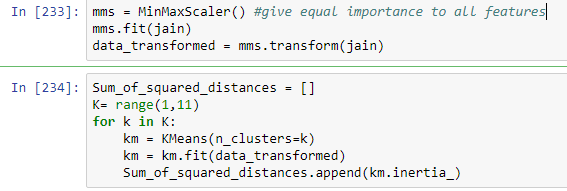 In [233]: mms = MinMaxScaler() #give equal importance to all features
mms.fit(jain)
data_transformed = mms.transform(jain)
In [234]: Sum_of_squared_distances = []
K= range(1,11)
for k in K:
    km = KMeans(n_clusters=k)
    km = km.fit(data_transformed)
    Sum_of_squared_distances.append(km.inertia_)